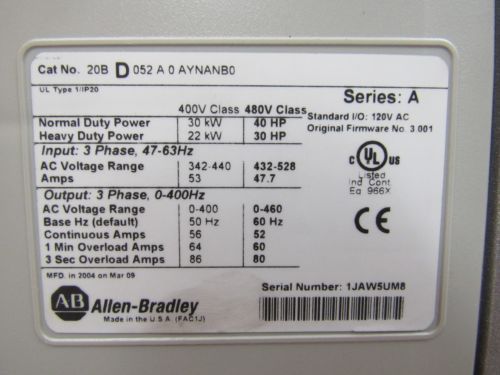 Cat No. 20B D 052 A 0 AYNANB0
UL Type 1/IP20
Series: A
400V Class 480V Class
Standard I/O: 120V AC
Original Firmware No. 3.001
Normal Duty Power 30 kW 40 HP
Heavy Duty Power 22 kW 30 HP
Input: 3 Phase, 47-63Hz
AC Voltage Range 342-440 432-528
Amps 53 47.7
Output: 3 Phase, 0-400Hz
AC Voltage Range 0-400 0-460
Base Hz (default) 50 Hz 60 Hz
Continuous Amps 56 52
1 Min Overload Amps 64 60
3 Sec Overload Amps 86 80
C UL US
Listed
Ind Cont
Eq 966X
CE
MFD. in 2004 on Mar 09
Serial Number: 1JAW5UM8
AB Allen-Bradley
Made in the U.S.A. (FAC1J)